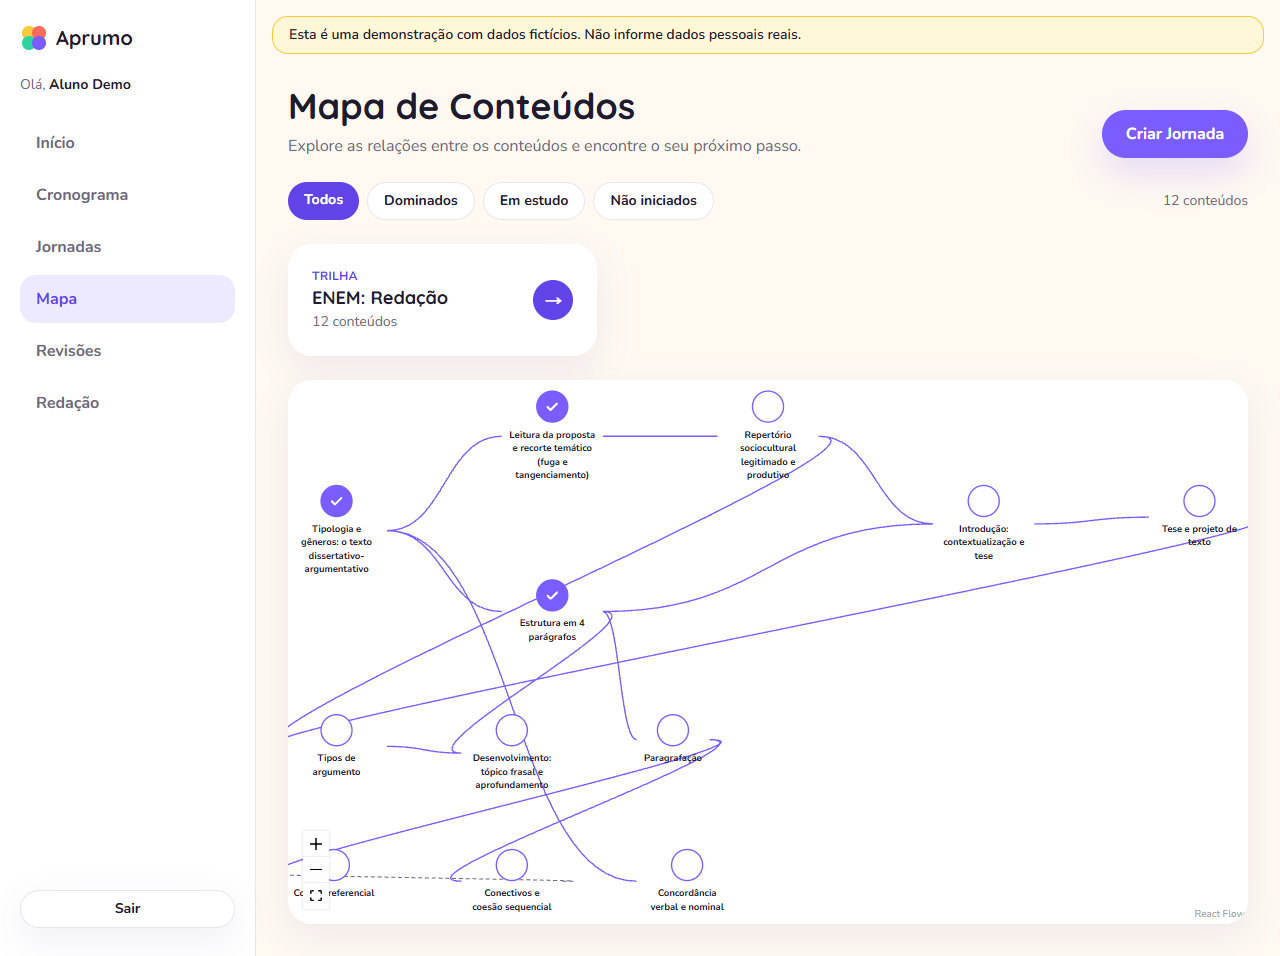 Aprumo
Olá, Aluno Demo
Início
Cronograma
Jornadas
Mapa
Revisões
Redação
Sair
Esta é uma demonstração com dados fictícios. Não informe dados pessoais reais.
Mapa de Conteúdos
Explore as relações entre os conteúdos e encontre o seu próximo passo.
Criar Jornada
Todos
Dominados
Em estudo
Não iniciados
12 conteúdos
TRILHA
ENEM: Redação
12 conteúdos
Leitura da proposta
e recorte temático
(fuga e
tangenciamento)
Repertório
sociocultural
legitimado e
produtivo
Tipologia e
gêneros: o texto
dissertativo-
argumentativo
Introdução:
contextualização e
tese
Tese e projeto de
texto
Estrutura em 4
parágrafos
Tipos de
argumento
Desenvolvimento:
tópico frasal e
aprofundamento
Paragrafação
referencial
Conectivos e
coesão sequencial
Concordância
verbal e nominal
React Flow